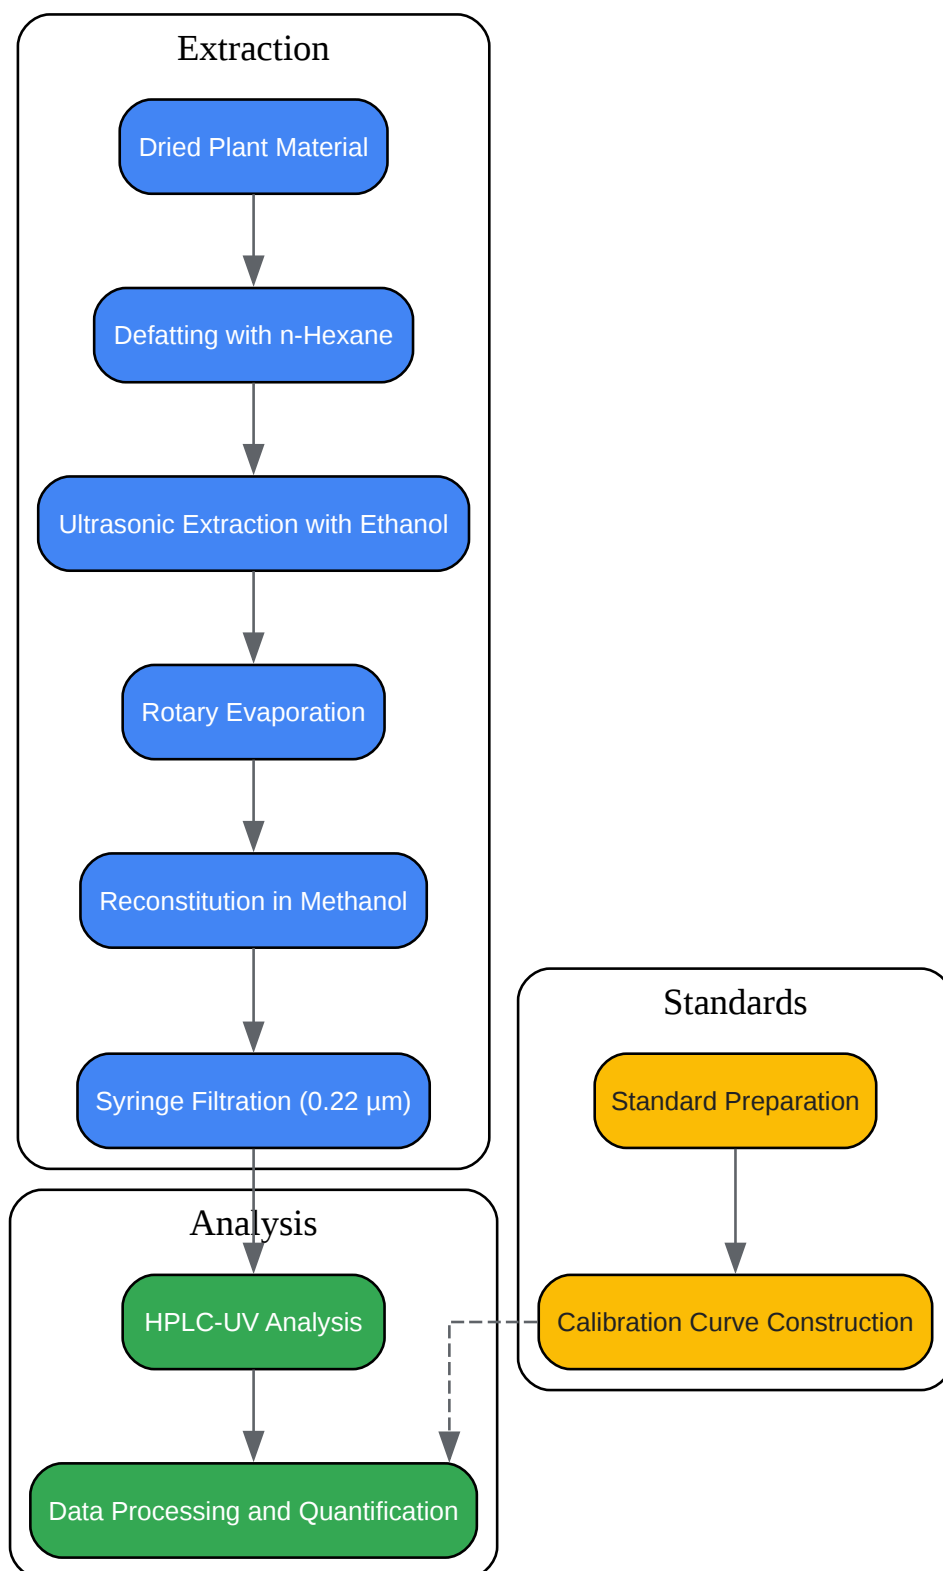 Extraction
Dried Plant Material
Defatting with n-Hexane
Ultrasonic Extraction with Ethanol
Rotary Evaporation
Reconstitution in Methanol
Syringe Filtration (0.22 µm)
Standards
Standard Preparation
Calibration Curve Construction
Analysis
HPLC-UV Analysis
Data Processing and Quantification